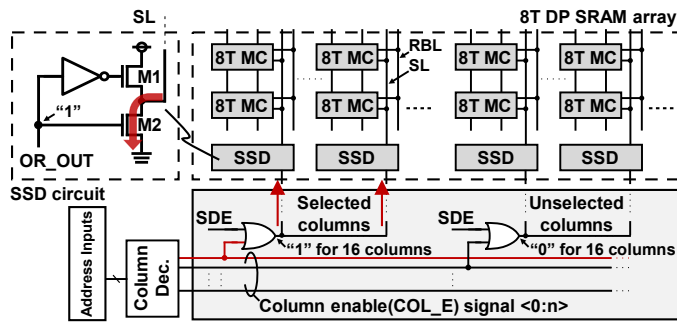 SL
8T DP SRAM array
M1
8T MC
8T MC
RBL
8T MC
8T MC
SL
"1"
M2
8T MC
8T MC
8T MC
8T MC
OR_OUT
SSD
SSD
SSD
SSD
SSD circuit
Address Inputs
Column Dec.
SDE
Selected
columns
SDE
Unselected
columns
"1" for 16 columns
"0" for 16 columns
Column enable(COL_E) signal <0:n>